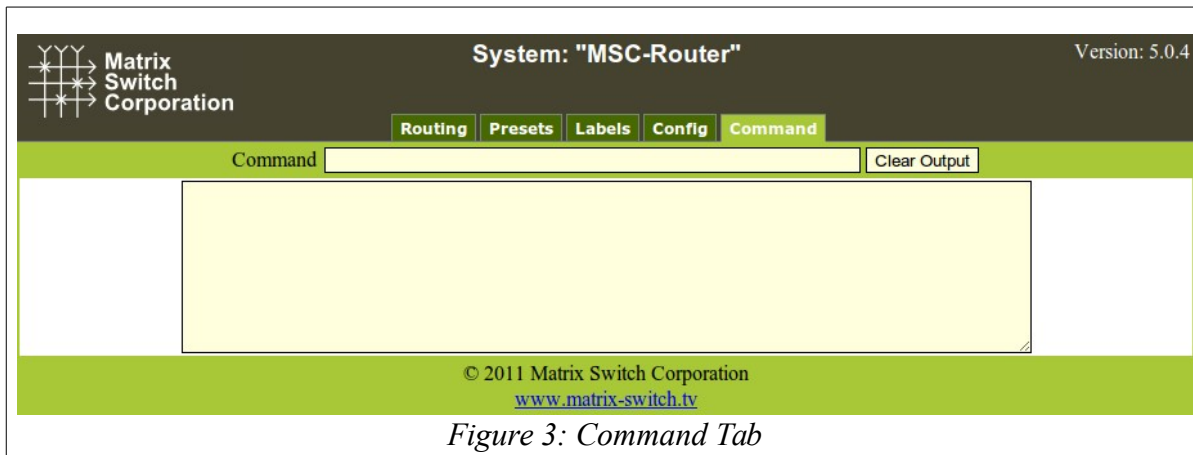 Matrix
Switch
Corporation
System: "MSC-Router"
Version: 5.0.4
Routing Presets Labels Config Command
Command Clear Output
© 2011 Matrix Switch Corporation
www.matrix-switch.tv
Figure 3: Command Tab